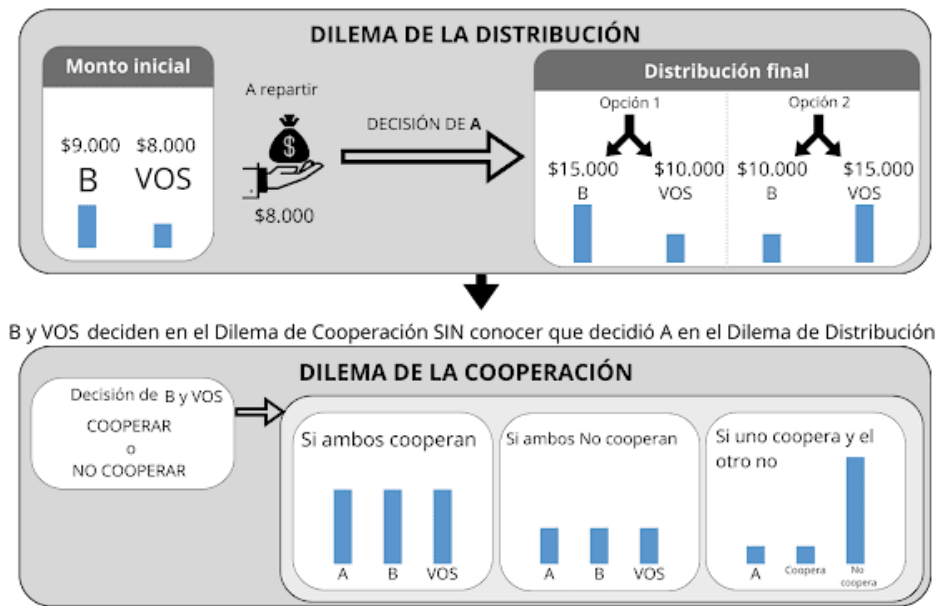 DILEMA DE LA DISTRIBUCIÓN
Monto inicial
$9.000 $8.000
B VOS
A repartir
$
$8.000
DECISIÓN DE A
Distribución final
Opción 1 Opción 2
$15.000 $10.000 $10.000 $15.000
B VOS B VOS
B y VOS deciden en el Dilema de Cooperación SIN conocer que decidió A en el Dilema de Distribución
DILEMA DE LA COOPERACIÓN
Decisión de B y VOS
COOPERAR
o
NO COOPERAR
Si ambos cooperan
A B VOS
Si ambos No cooperan
A B VOS
Si uno coopera y el
otro no
A Coopera No
coopera